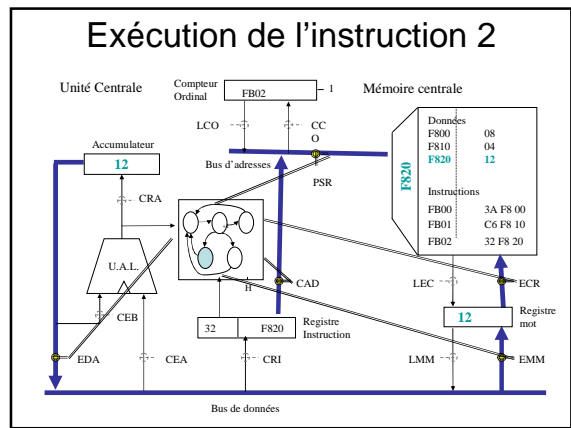 Exécution de l'instruction 2
Unité Centrale
Compteur
Ordinal
FB02
1
Mémoire centrale
LCO
CC
O
Bus d'adresses
PSR
Données
F800 08
F810 04
F820 12
F820
Instructions
FB00 3A F8 00
FB01 C6 F8 10
FB02 32 F8 20
Accumulateur
12
CRA
U.A.L.
H
CAD
LEC
ECR
CEB
32 F820
Registre
Instruction
12
Registre
mot
EDA
CEA
CRI
LMM
EMM
Bus de données